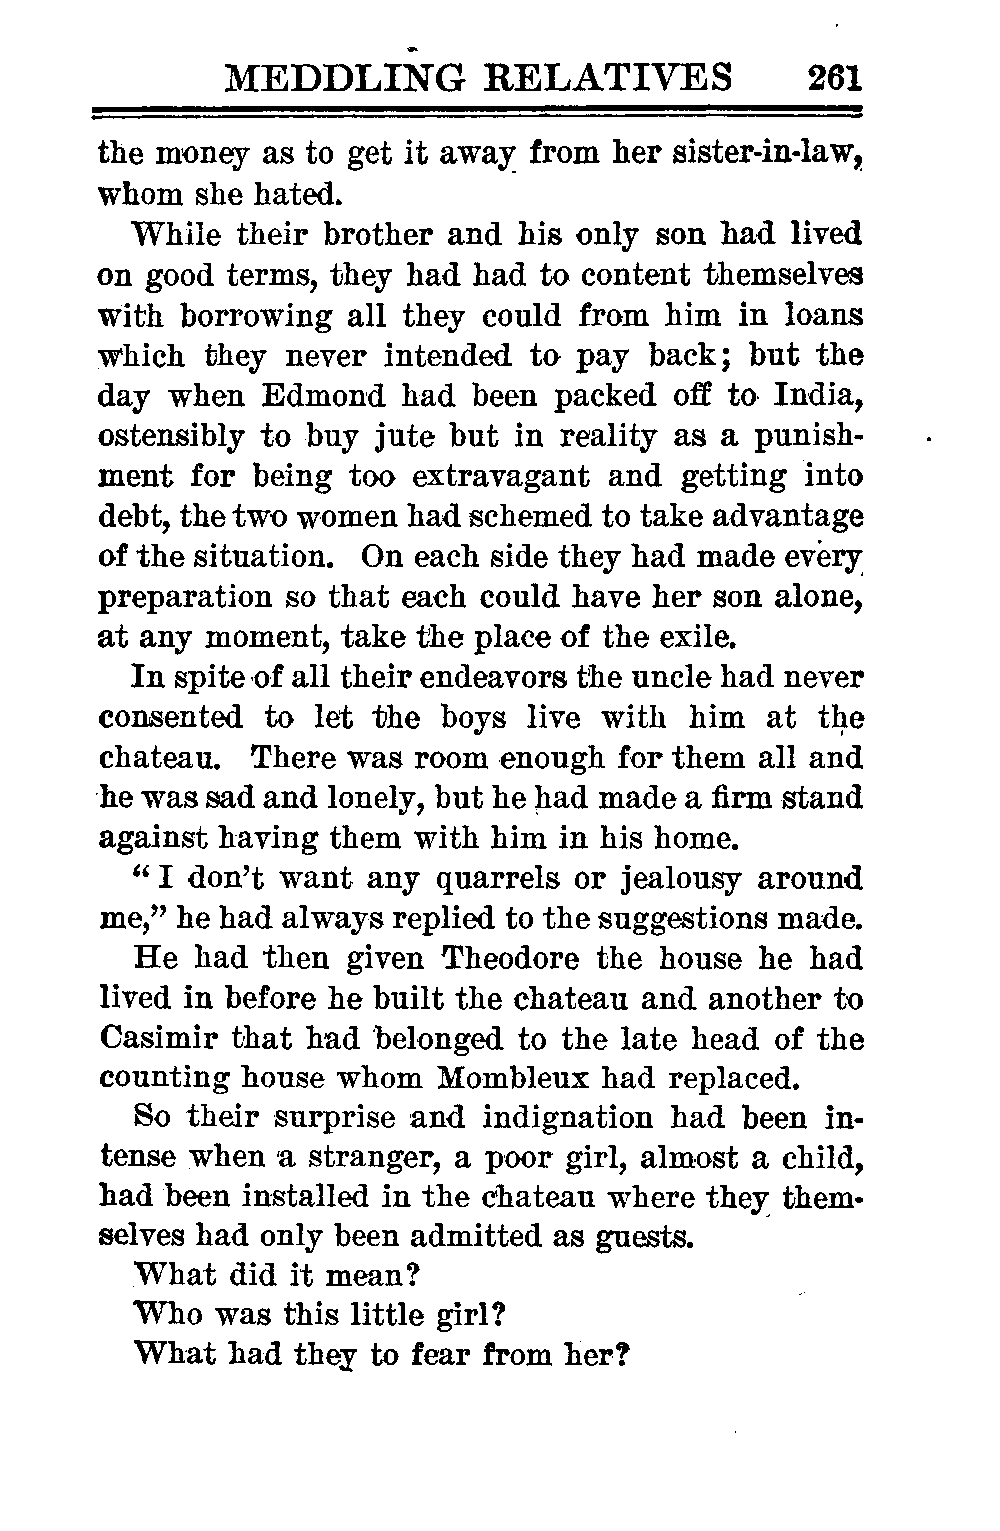 MEDDLING RELATIVES 261
the money as to get it away from her sister-in-law,
whom she hated.
While their brother and his only son had lived
on good terms, they had had to content themselves
with borrowing all they could from him in loans
which they never intended to pay back; but the
day when Edmond had been packed off to India,
ostensibly to buy jute but in reality as a punish-
ment for being too extravagant and getting into
debt, the two women had schemed to take advantage
of the situation. On each side they had made every
preparation so that each could have her son alone,
at any moment, take the place of the exile.
In spite of all their endeavors the uncle had never
consented to let the boys live with him at the
chateau. There was room enough for them all and
he was sad and lonely, but he had made a firm stand
against having them with him in his home.
“I don’t want any quarrels or jealousy around
me,” he had always replied to the suggestions made.
He had then given Theodore the house he had
lived in before he built the chateau and another to
Casimir that had belonged to the late head of the
counting house whom Mombleux had replaced.
So their surprise and indignation had been in-
tense when a stranger, a poor girl, almost a child,
had been installed in the chateau where they them-
selves had only been admitted as guests.
What did it mean?
Who was this little girl?
What had they to fear from her?